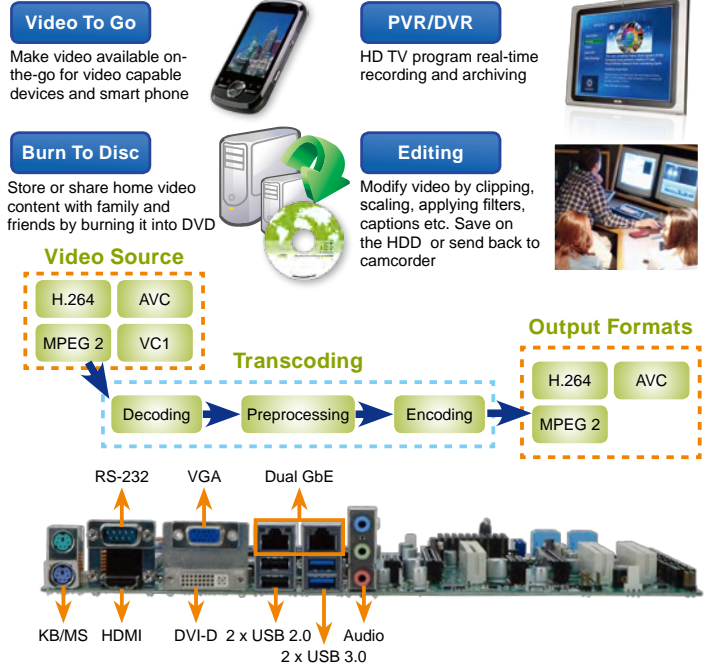 Video To Go
Make video available on-
the-go for video capable
devices and smart phone
PVR/DVR
HD TV program real-time
recording and archiving
Burn To Disc
Store or share home video
content with family and
friends by burning it into DVD
Editing
Modify video by clipping,
scaling, applying filters,
captions etc. Save on
the HDD or send back to
camcorder
Video Source
H.264
AVC
MPEG 2
VC1
Transcoding
Decoding
Preprocessing
Encoding
Output Formats
H.264
AVC
MPEG 2
RS-232
VGA
Dual GbE
KB/MS
HDMI
DVI-D
2 x USB 2.0
Audio
2 x USB 3.0